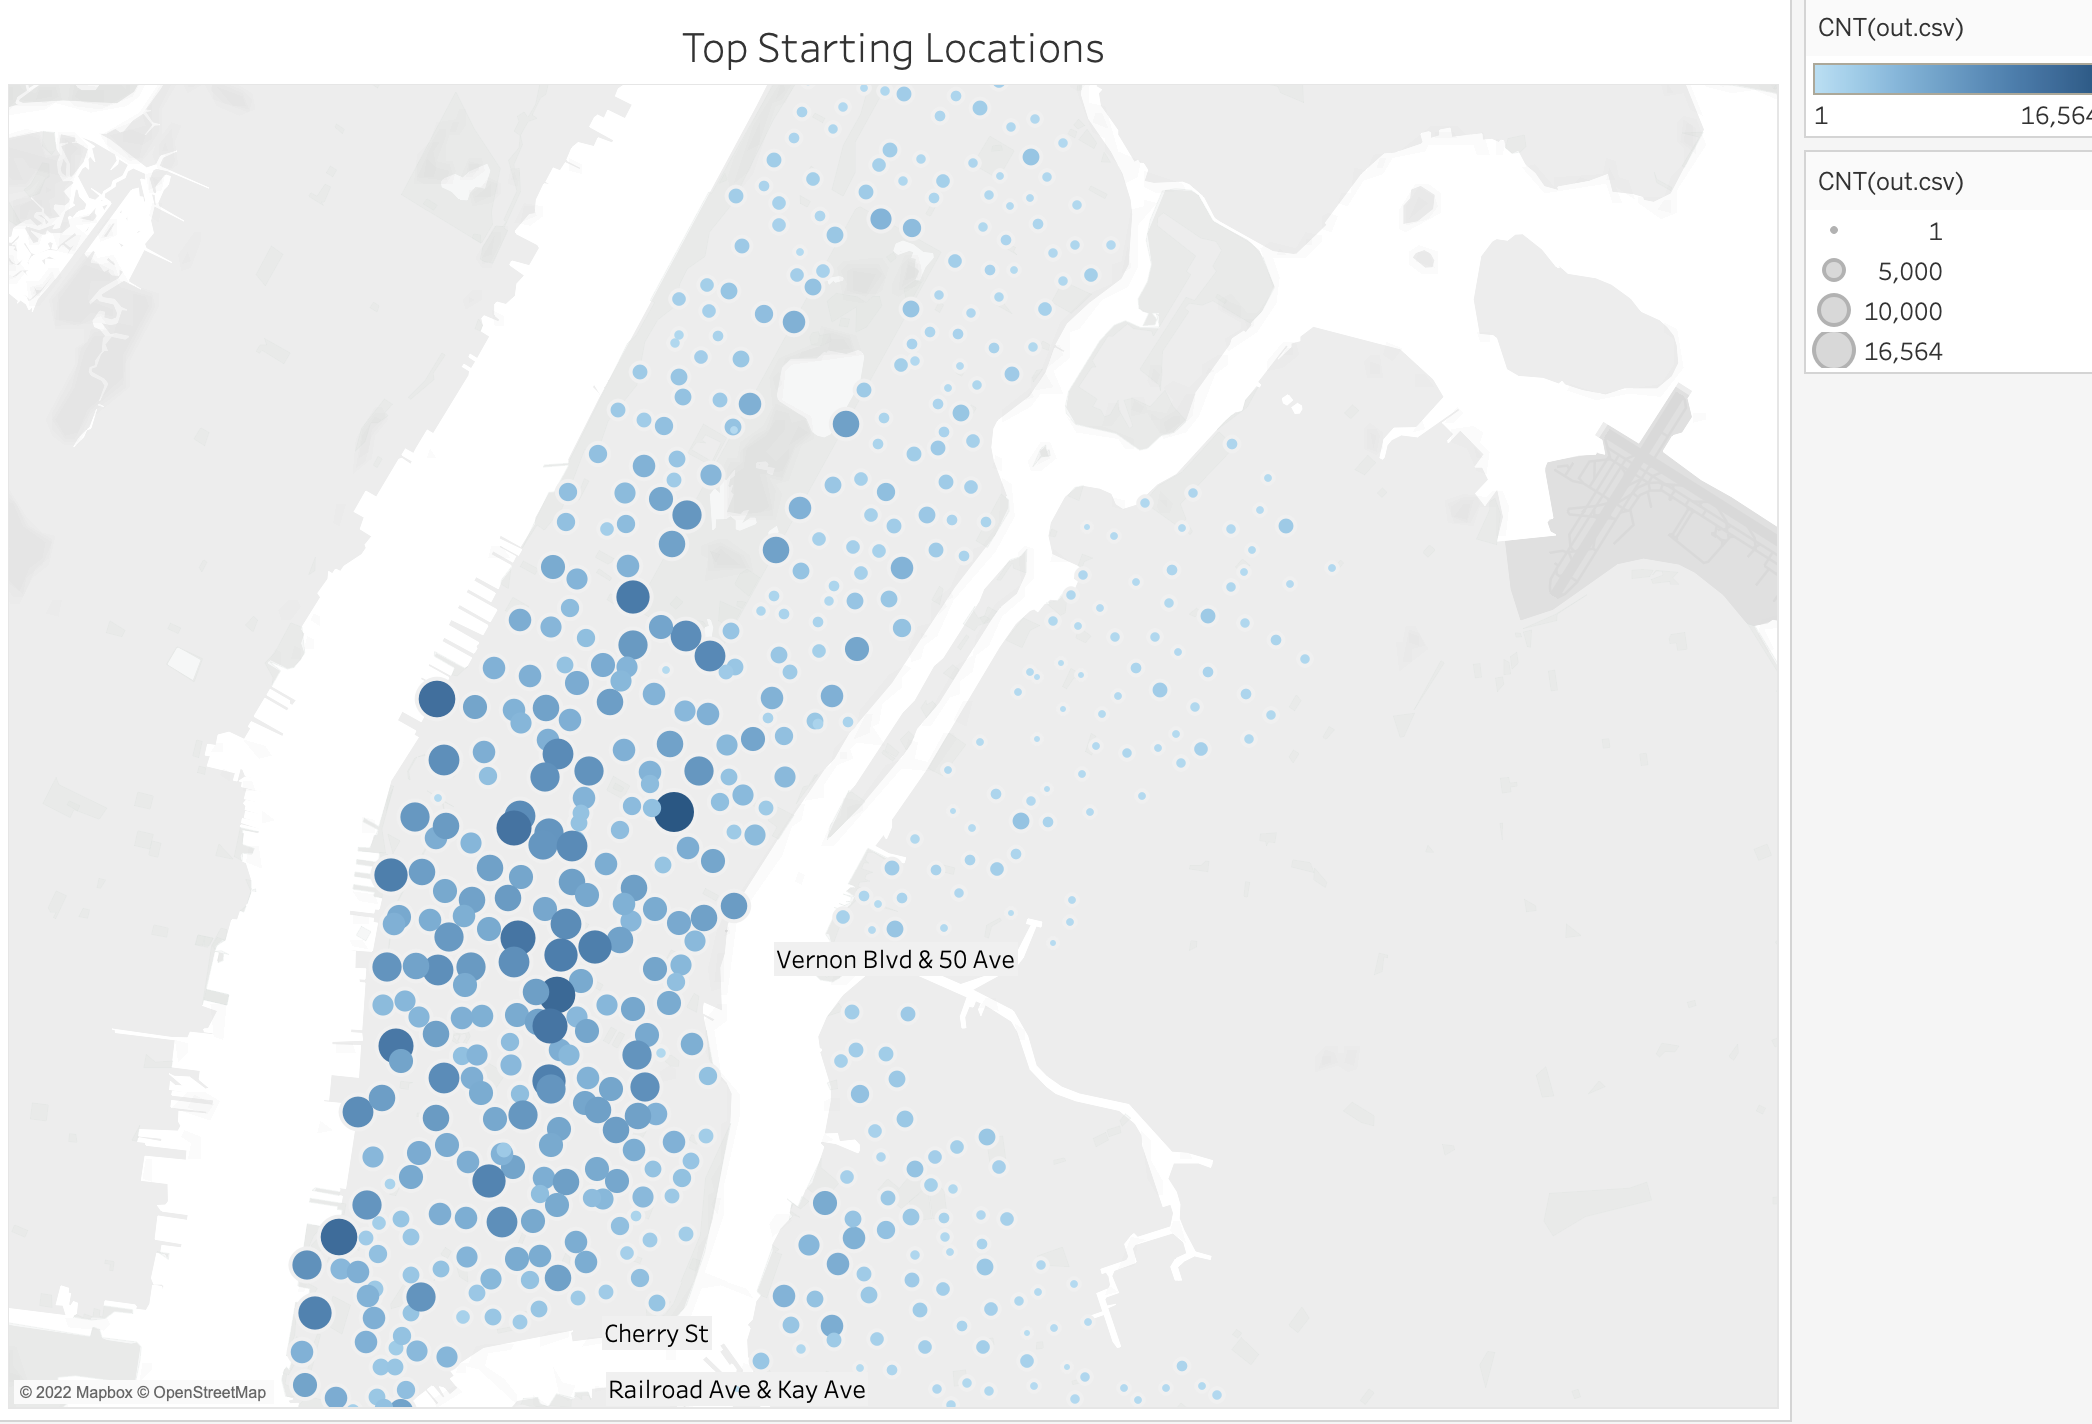 Top Starting Locations
CNT(out.csv)
1 16,564
CNT(out.csv)
1
5,000
10,000
16,564
Vernon Blvd & 50 Ave
Cherry St
Railroad Ave & Kay Ave
© 2022 Mapbox © OpenStreetMap